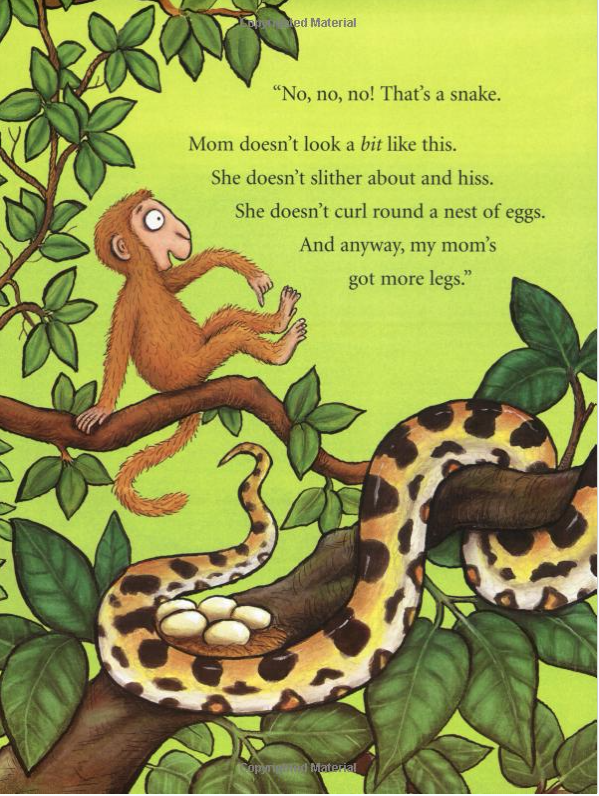 Copyrighted Material
“No, no, no! That’s a snake.
Mom doesn’t look a bit like this.
She doesn’t slither about and hiss.
She doesn’t curl round a nest of eggs.
And anyway, my mom’s
got more legs.”
Copyrighted Material